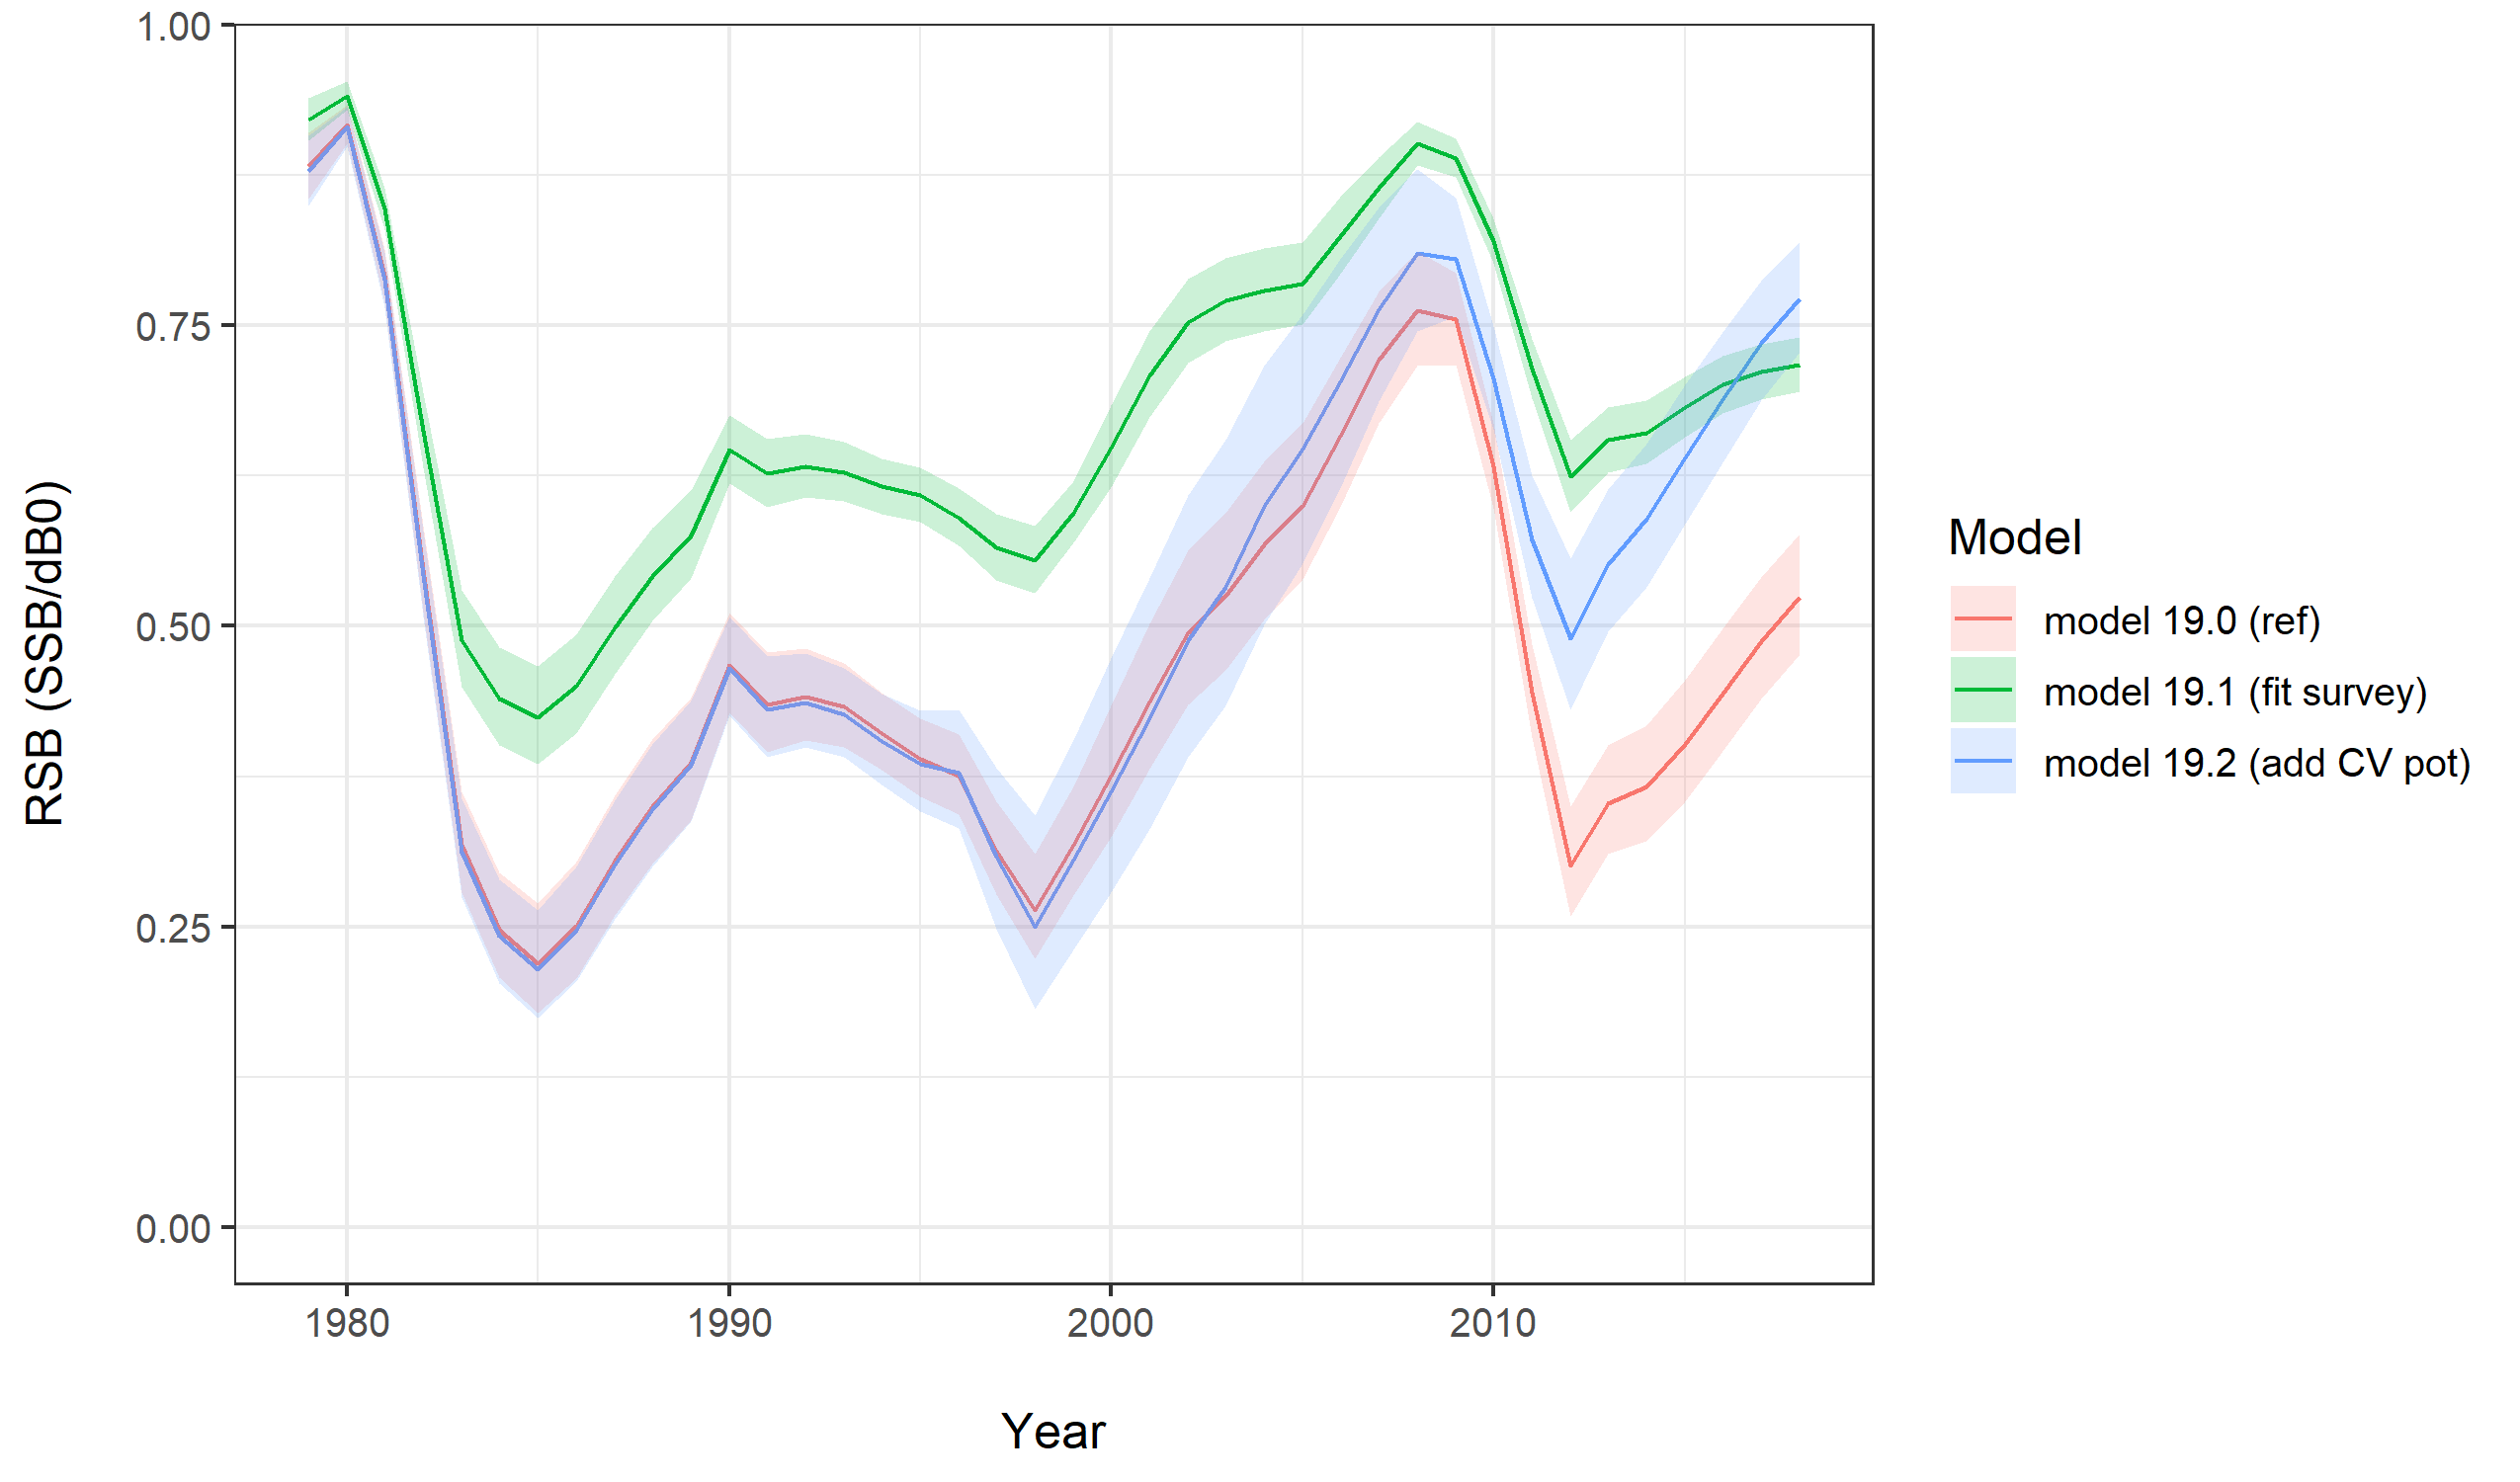 1.00
0.75
0.50
0.25
0.00
RSB (SSB/dB0)
1980
1990
2000
2010
Year
Model
model 19.0 (ref)
model 19.1 (fit survey)
model 19.2 (add CV pot)